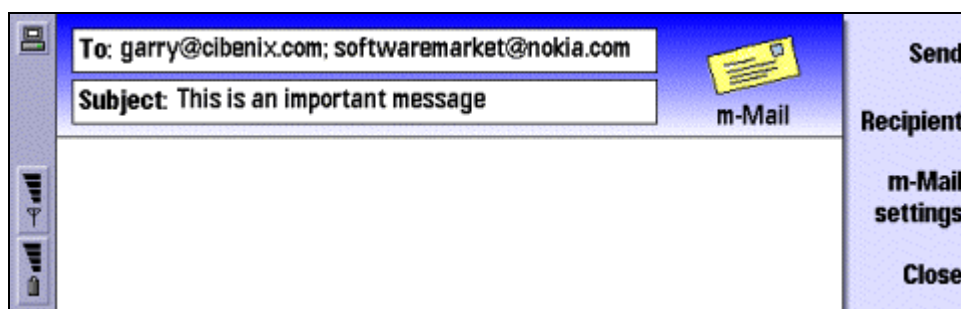 To: garry@cibenix.com; softwaremarket@nokia.com
Subject: This is an important message
m-Mail
Send
Recipient
m-Mail
settings
Close